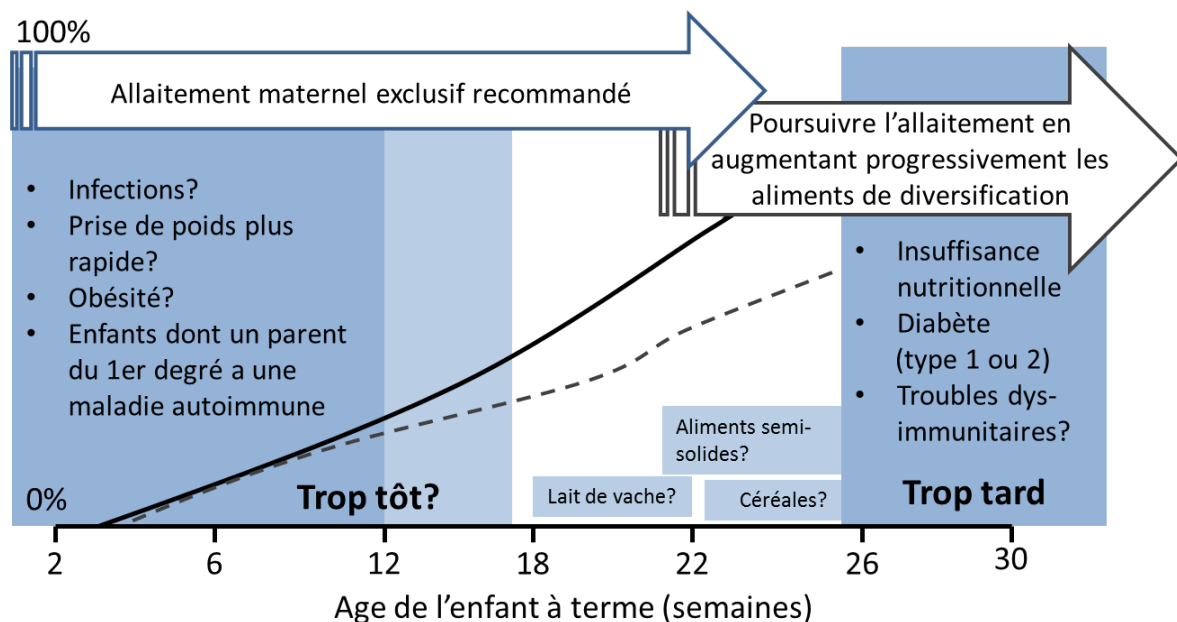 100%
Allaitement maternel exclusif recommandé
Poursuivre l’allaitement en
augmentant progressivement les
aliments de diversification
• Infections?
• Prise de poids plus
rapide?
• Obésité?
• Enfants dont un parent
du 1er degré a une
maladie autoimmune
• Insuffisance
nutritionnelle
• Diabète
(type 1 ou 2)
• Troubles dys-
immunitaires?
Aliments semi-
solides?
Lait de vache?
Céréales?
0%
Trop tôt?
Trop tard
2 6 12 18 22 26 30
Age de l’enfant à terme (semaines)